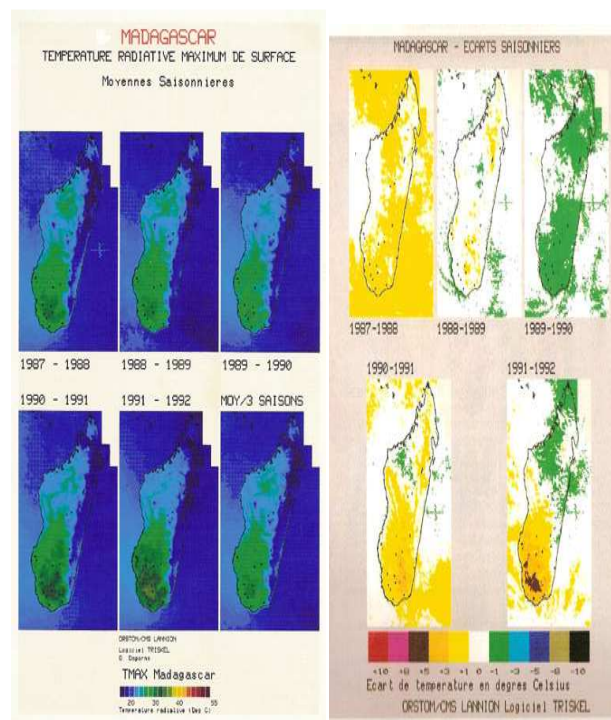 MADAGASCAR
TEMPERATURE RADIATIVE MAXIMUM DE SURFACE
Moyennes Saisonnieres
1987 - 1988
1988 - 1989
1989 - 1990
1990 - 1991
1991 - 1992
MOY/3 SAISONS
ORSTOM/CMS LANNION
Logiciel TRISKEL
TMAX Madagascar
20 30 40 55
Temperature radiative (Deg C)
MADAGASCAR - ECARTS SAISONNIERS
1987-1988
1988-1989
1989-1990
1990-1991
1991-1992
+10 +8 +5 +3 +1 0 -1 -3 -5 -8 -10
Ecart de temperature en degres Celsius
ORSTOM/CMS LANNION Logiciel TRISKEL